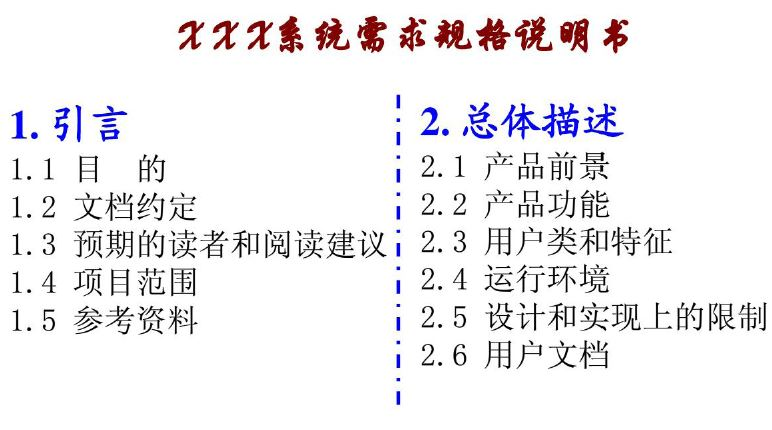 XXX系统需求规格说明书
1. 引言
1.1 目 的
1.2 文档约定
1.3 预期的读者和阅读建议
1.4 项目范围
1.5 参考资料
2. 总体描述
2.1 产品前景
2.2 产品功能
2.3 用户类和特征
2.4 运行环境
2.5 设计和实现上的限制
2.6 用户文档